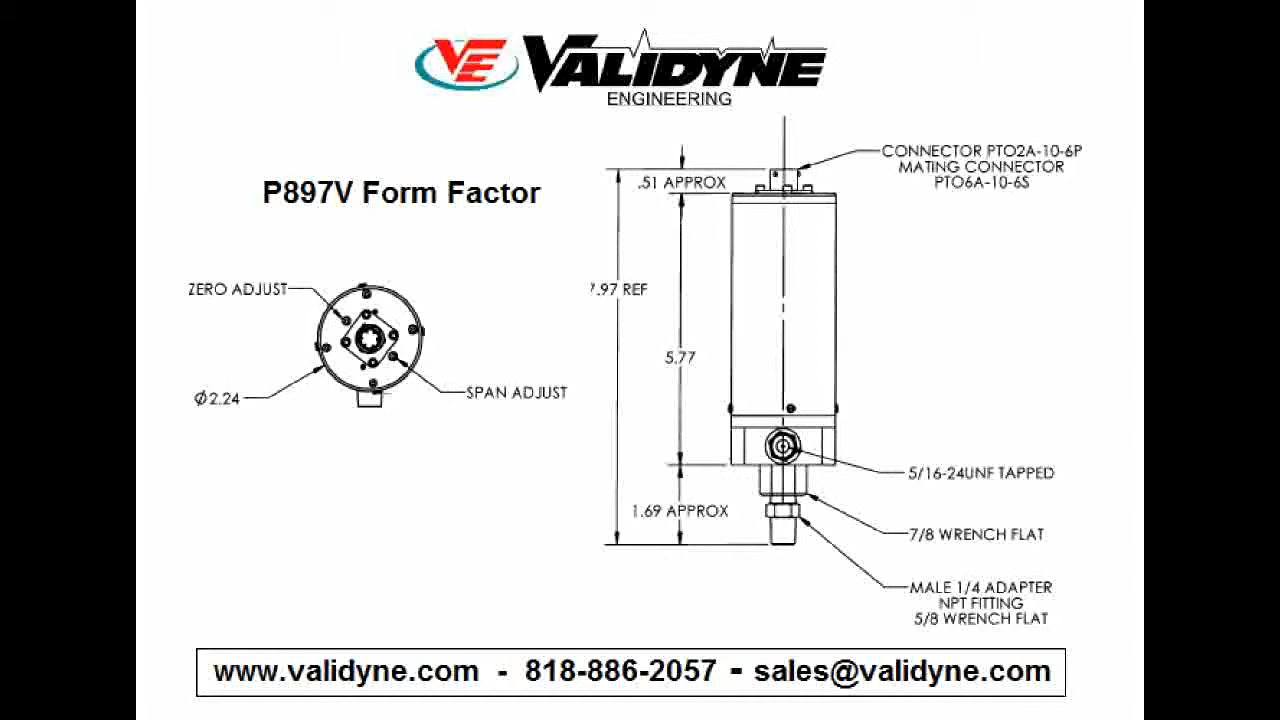 VE VALIDYNE
ENGINEERING
P897V Form Factor
CONNECTOR PTO2A-10-6P
MATING CONNECTOR
PTO6A-10-6S
.51 APPROX
ZERO ADJUST
7.97 REF
5.77
SPAN ADJUST
Ø2.24
5/16-24UNF TAPPED
1.69 APPROX
7/8 WRENCH FLAT
MALE 1/4 ADAPTER
NPT FITTING
5/8 WRENCH FLAT
www.validyne.com - 818-886-2057 - sales@validyne.com